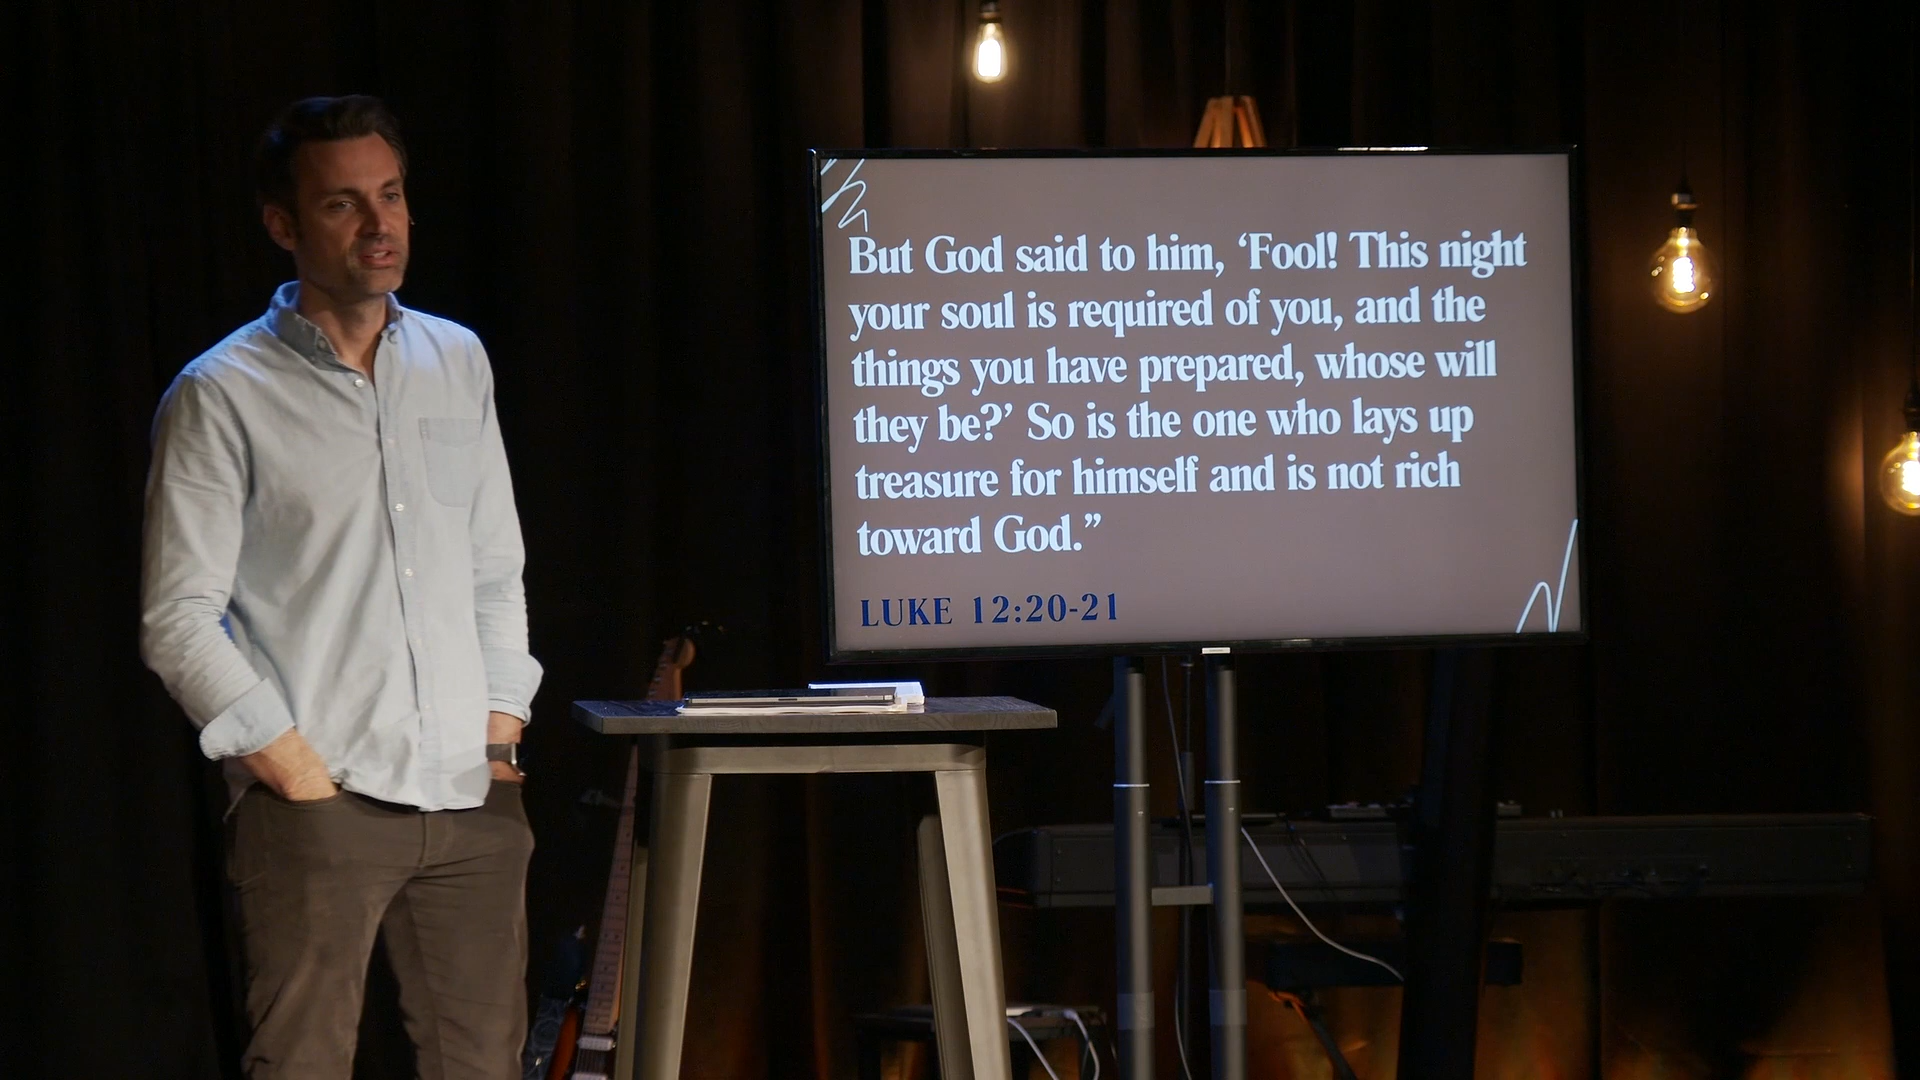 But God said to him, ‘Fool! This night
your soul is required of you, and the
things you have prepared, whose will
they be?’ So is the one who lays up
treasure for himself and is not rich
toward God.”
LUKE 12:20-21